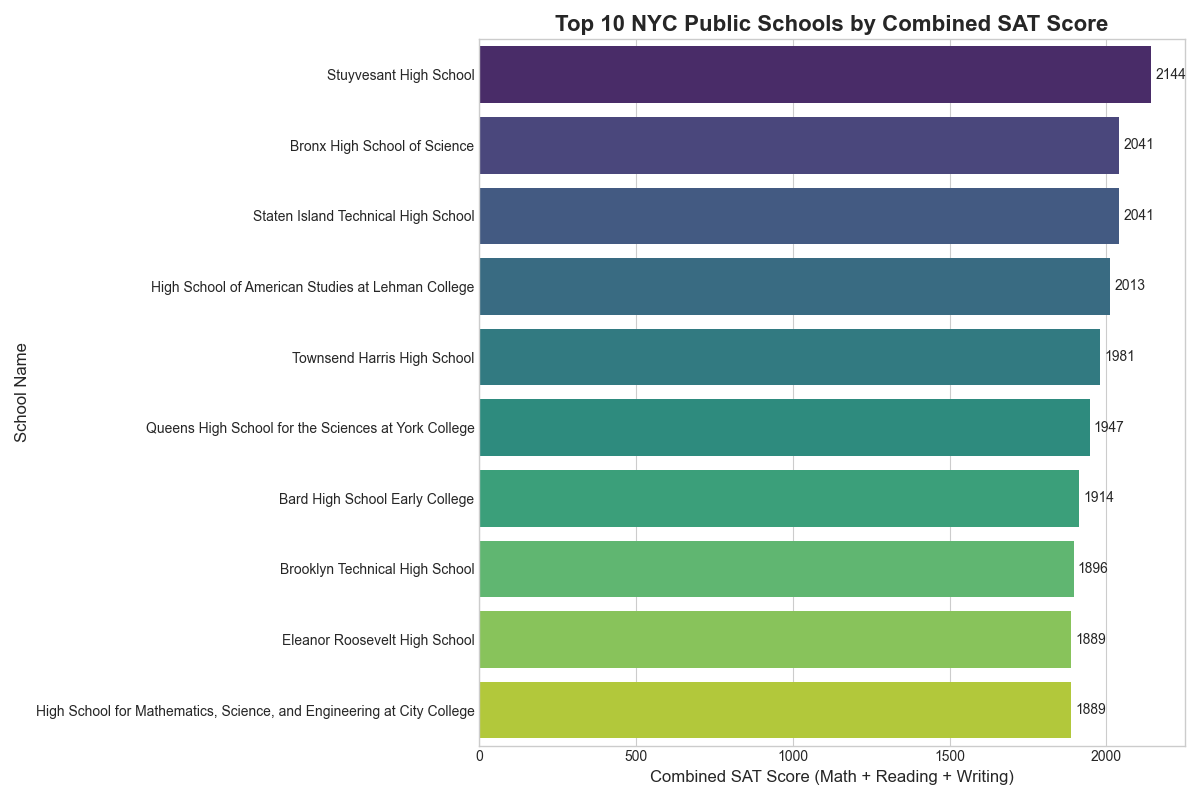 Top 10 NYC Public Schools by Combined SAT Score
School Name
Stuyvesant High School 2144
Bronx High School of Science 2041
Staten Island Technical High School 2041
High School of American Studies at Lehman College 2013
Townsend Harris High School 1981
Queens High School for the Sciences at York College 1947
Bard High School Early College 1914
Brooklyn Technical High School 1896
Eleanor Roosevelt High School 1889
High School for Mathematics, Science, and Engineering at City College 1889
0 500 1000 1500 2000
Combined SAT Score (Math + Reading + Writing)